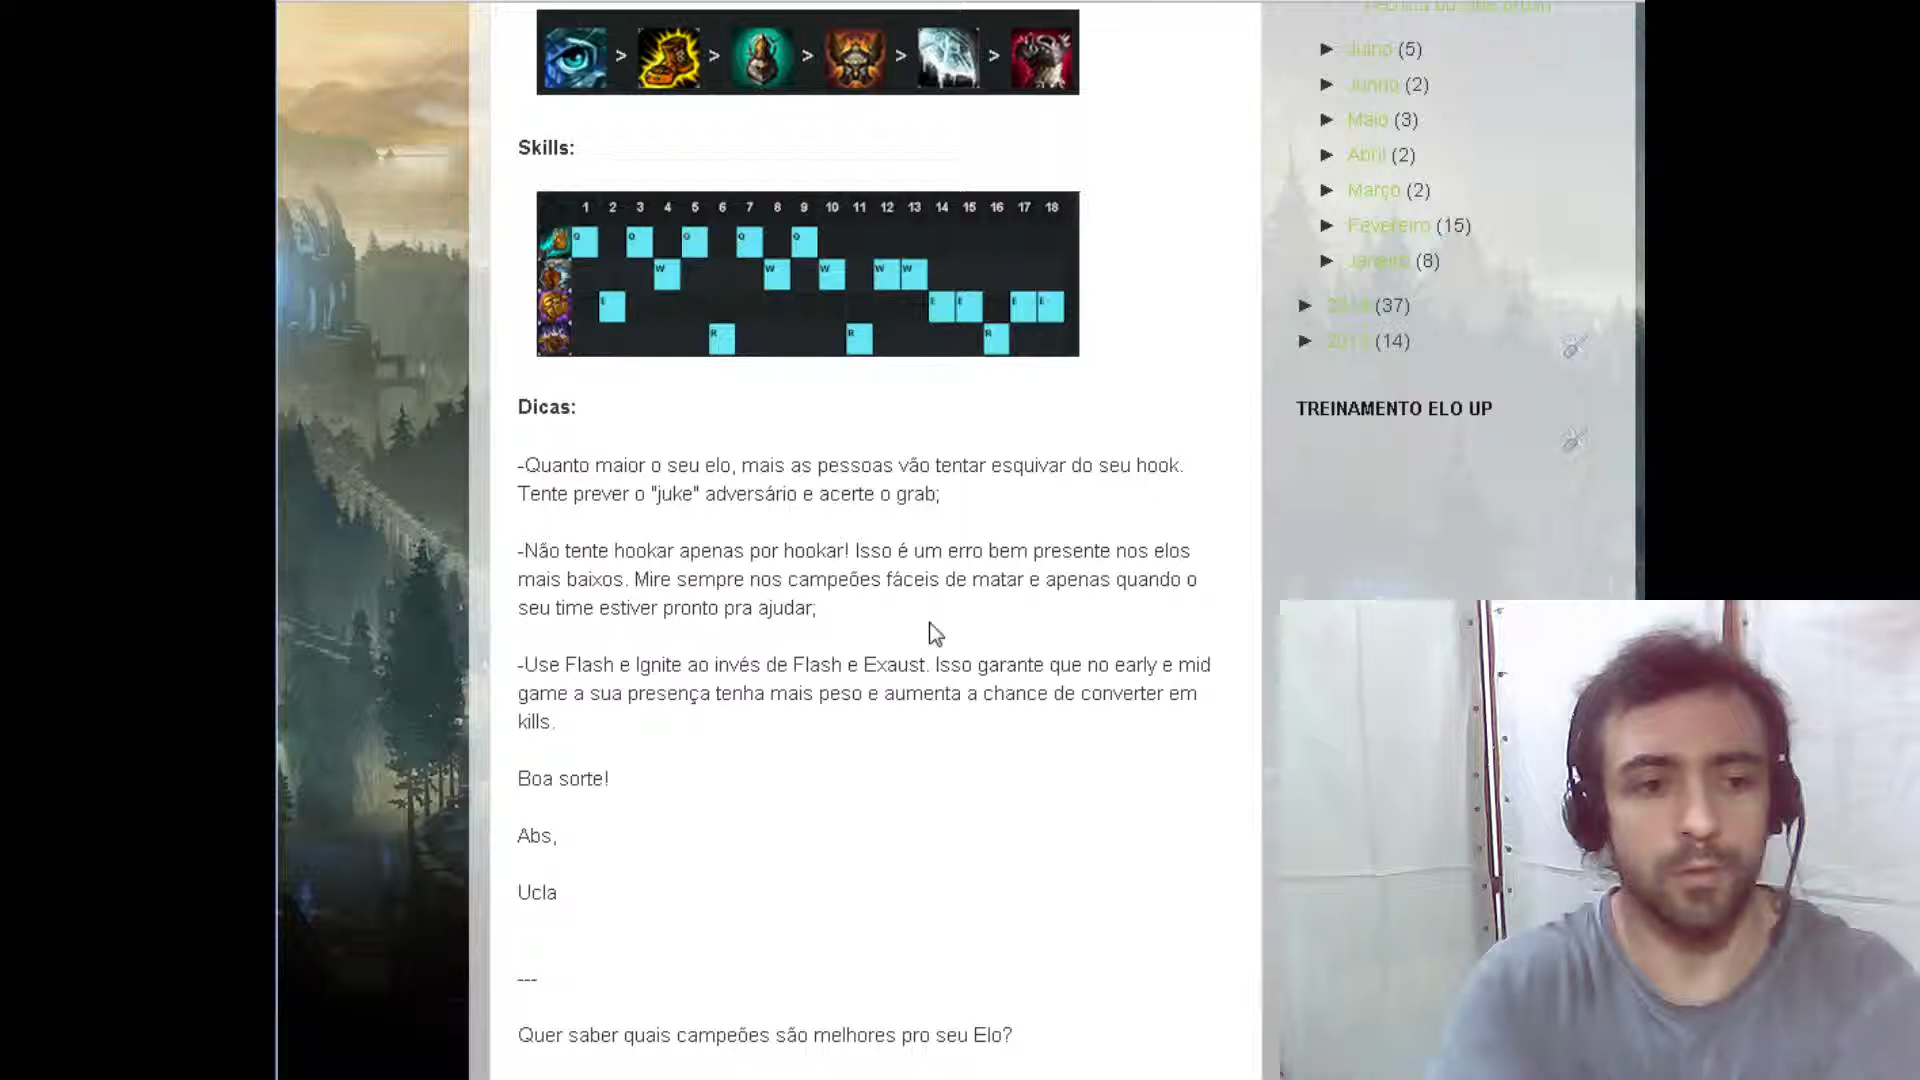 > > > > >
Julho (5)
Junho (2)
Maio (3)
Abril (2)
Março (2)
Fevereiro (15)
Janeiro (8)
(37)
(14)
TREINAMENTO ELO UP
Skills:
1 2 3 4 5 6 7 8 9 10 11 12 13 14 15 16 17 18
Q Q Q Q Q
W W W W W
E E E E E
R R R
Dicas:
-Quanto maior o seu elo, mais as pessoas vão tentar esquivar do seu hook.
Tente prever o "juke" adversário e acerte o grab;
-Não tente hookar apenas por hookar! Isso é um erro bem presente nos elos
mais baixos. Mire sempre nos campeões fáceis de matar e apenas quando o
seu time estiver pronto pra ajudar;
-Use Flash e Ignite ao invés de Flash e Exaust. Isso garante que no early e mid
game a sua presença tenha mais peso e aumenta a chance de converter em
kills.
Boa sorte!
Abs,
Ucla
---
Quer saber quais campeões são melhores pro seu Elo?